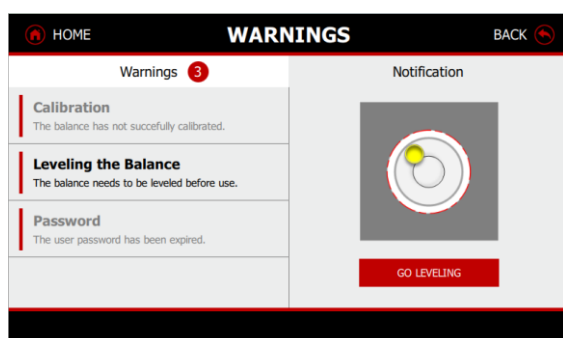 HOME
WARNINGS
BACK
Warnings 3
Notification
Calibration
The balance has not succefully calibrated.
Leveling the Balance
The balance needs to be leveled before use.
Password
The user password has been expired.
GO LEVELING